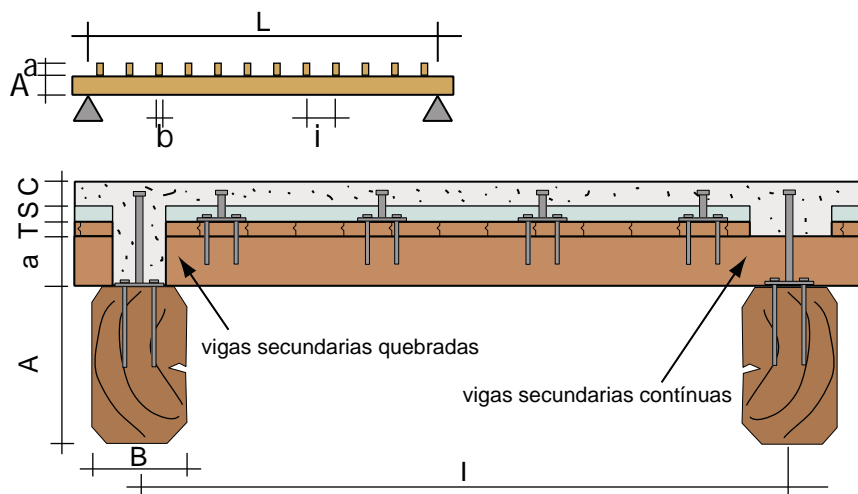 L
a
A
b
i
C
S
T
a
A
vigas secundarias quebradas
vigas secundarias contínuas
B
l